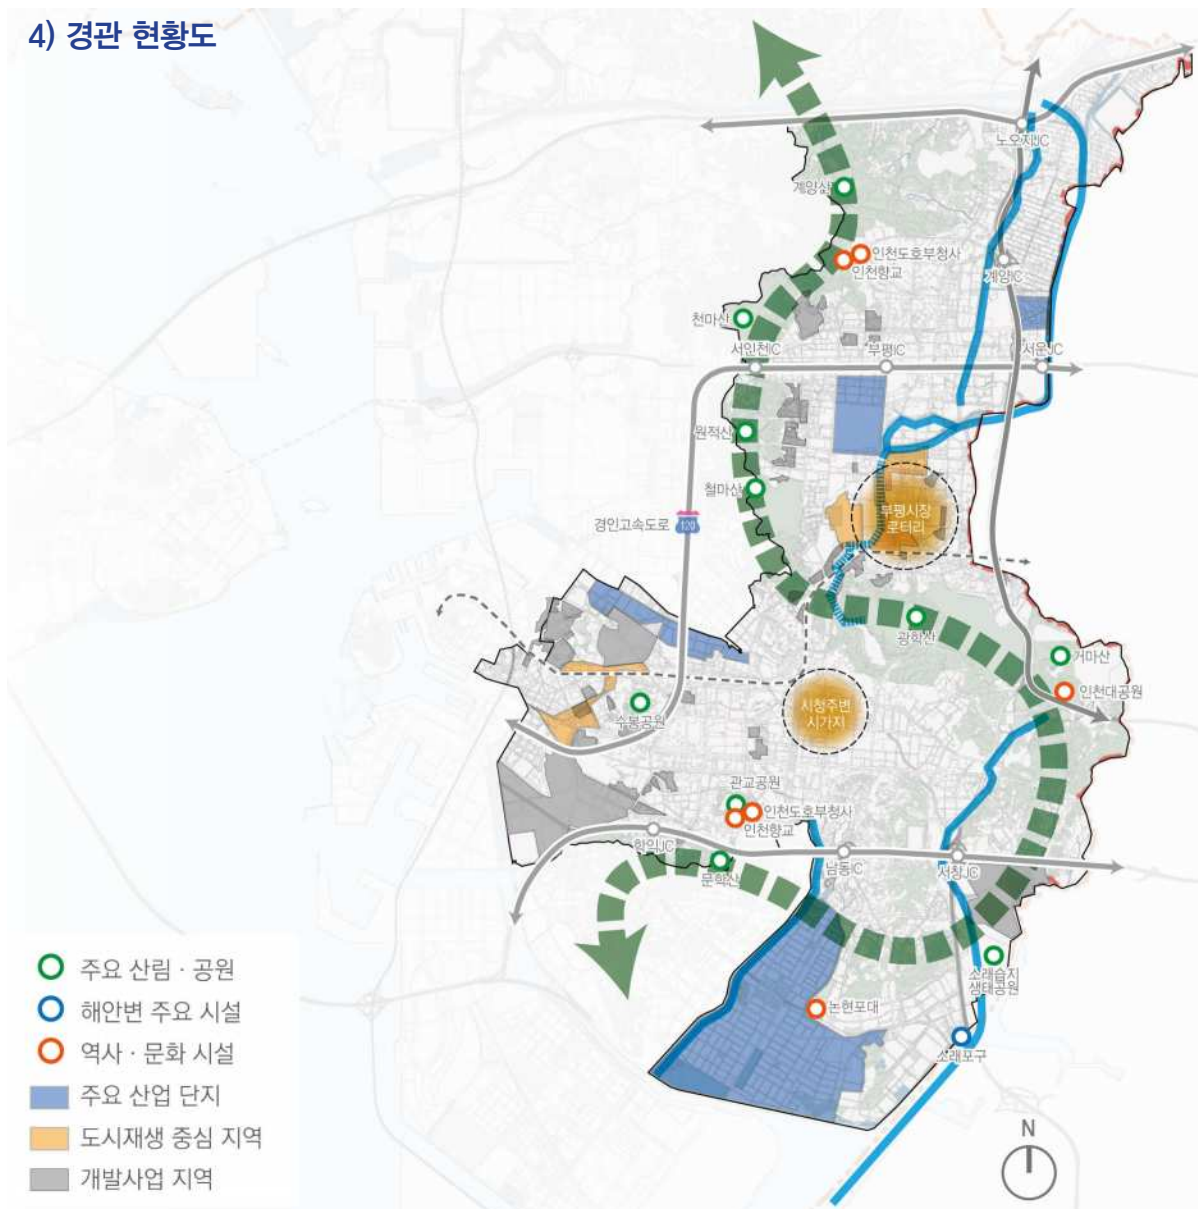 4) 경관 현황도
노오지JC
계양산
인천도호부청사
인천향교
계양IC
천마산
서인천IC
부평IC
서운JC
원적산
철마산
부평시장
로터리
경인고속도로
120
광학산
거마산
인천대공원
시청주변
시가지
수봉공원
관교공원
인천도호부청사
인천향교
학익JC
남동IC
서창JC
문학산
소래습지
생태공원
논현포대
소래포구
주요 산림 · 공원
해안변 주요 시설
역사 · 문화 시설
주요 산업 단지
도시재생 중심 지역
개발사업 지역
N